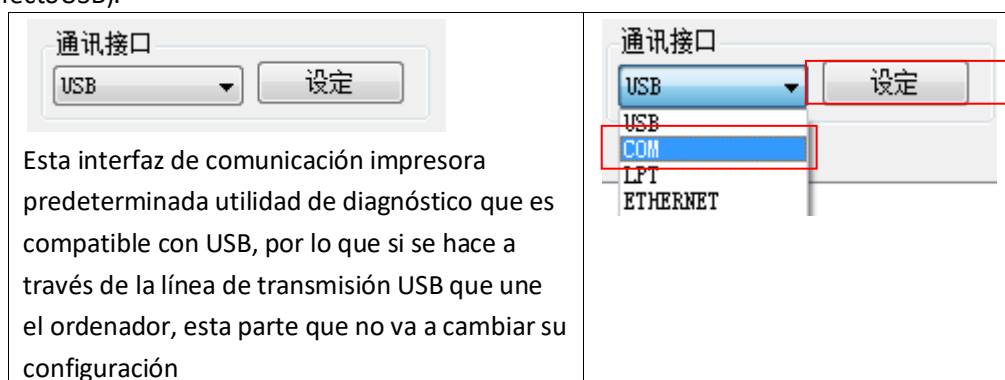 fectoUSB).
通讯接口
USB
设定
Esta interfaz de comunicación impresora
predeterminada utilidad de diagnóstico que es
compatible con USB, por lo que si se hace a
través de la línea de transmisión USB que une
el ordenador, esta parte que no va a cambiar su
configuración
通讯接口
USB
设定
USB
COM
LPT
ETHERNET